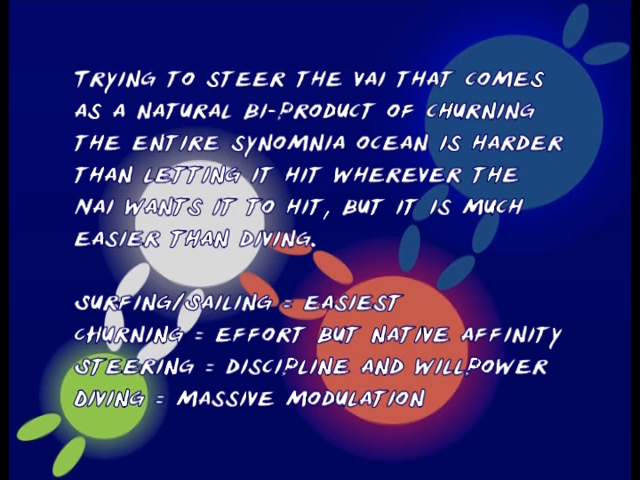 TRYING TO STEER THE VAI THAT COMES
AS A NATURAL BI-PRODUCT OF CHURNING
THE ENTIRE SYNOMNIA OCEAN IS HARDER
THAN LETTING IT HIT WHEREVER THE
NAI WANTS IT TO HIT, BUT IT IS MUCH
EASIER THAN DIVING.
SURFING/SAILING = EASIEST
CHURNING = EFFORT BUT NATIVE AFFINITY
STEERING = DISCIPLINE AND WILLPOWER
DIVING = MASSIVE MODULATION